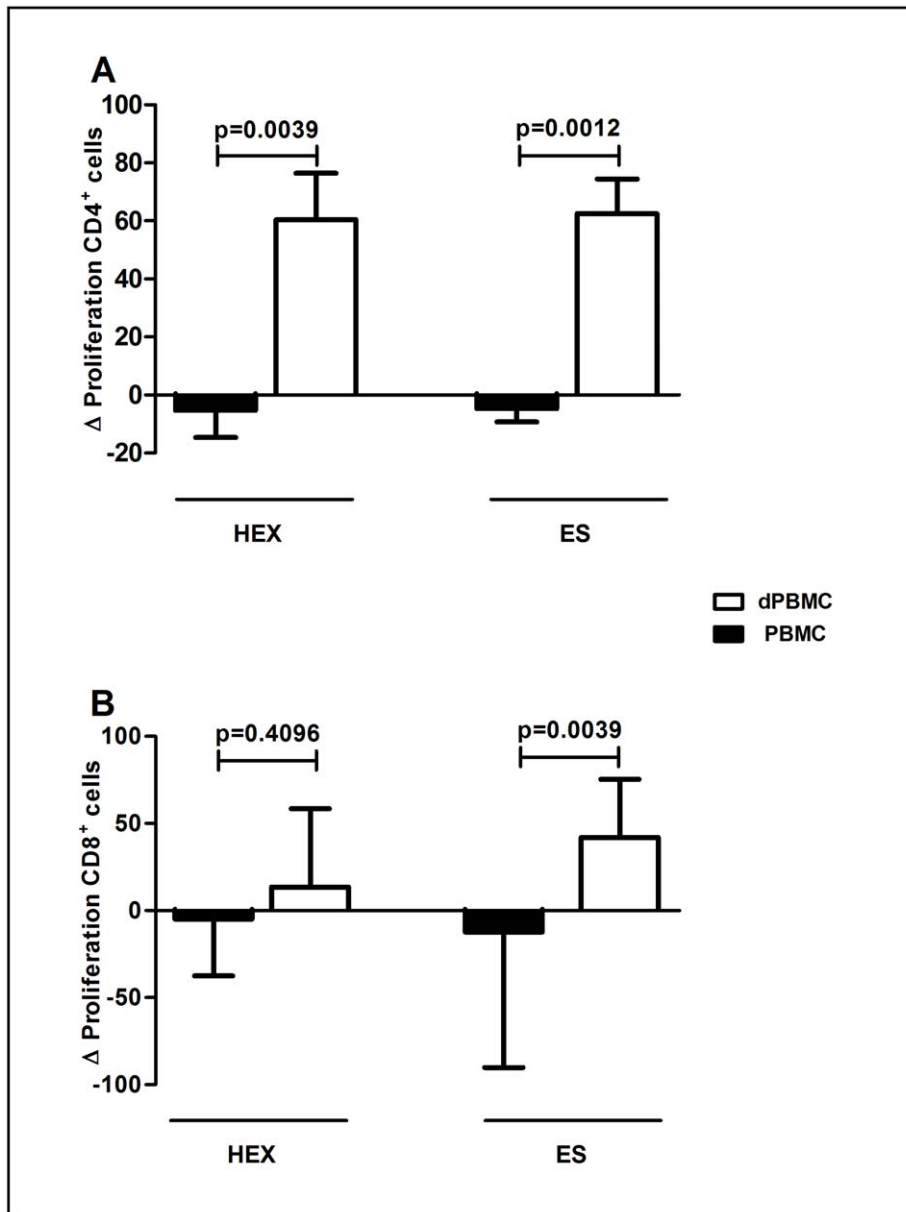 A
Δ Proliferation CD4⁺ cells
100
80
60
40
20
0
-20
p=0.0039
p=0.0012
HEX
ES
dPBMC
PBMC
B
Δ Proliferation CD8⁺ cells
100
50
0
-50
-100
p=0.4096
p=0.0039
HEX
ES